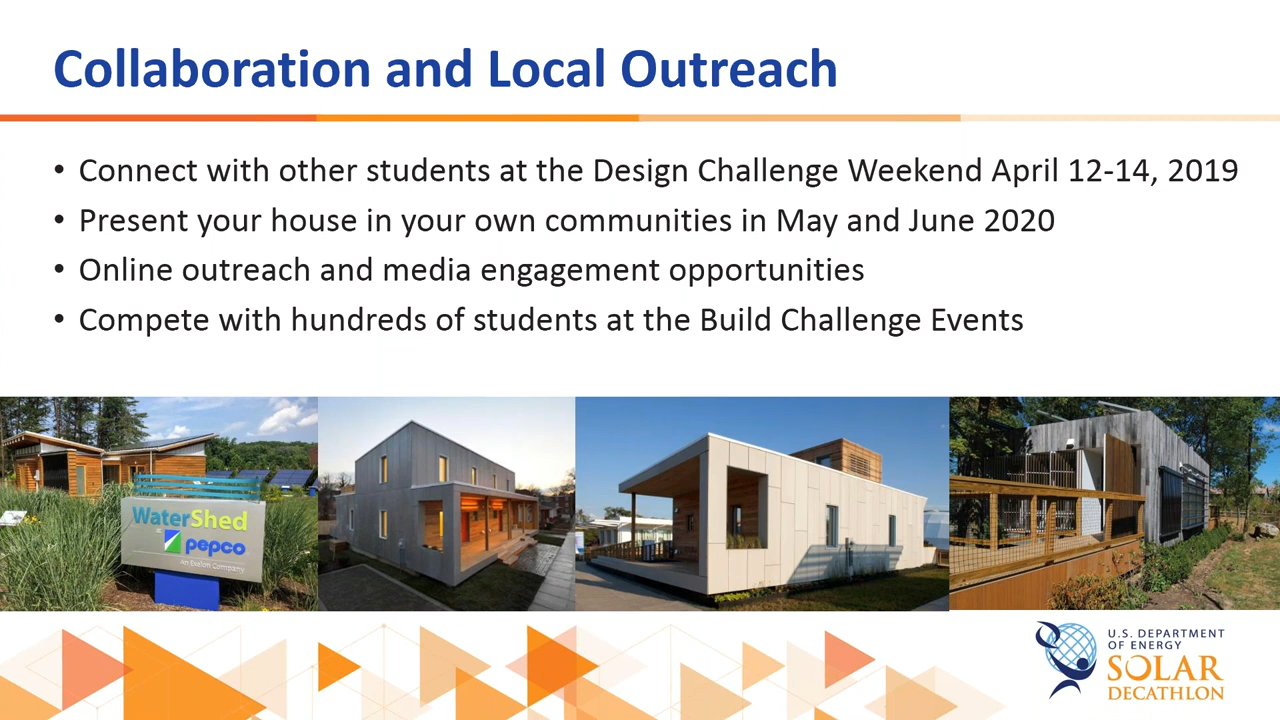 Collaboration and Local Outreach
• Connect with other students at the Design Challenge Weekend April 12-14, 2019
• Present your house in your own communities in May and June 2020
• Online outreach and media engagement opportunities
• Compete with hundreds of students at the Build Challenge Events
WaterShed
pepco
An Exelon Company
U.S. DEPARTMENT
OF ENERGY
SOLAR
DECATHLON